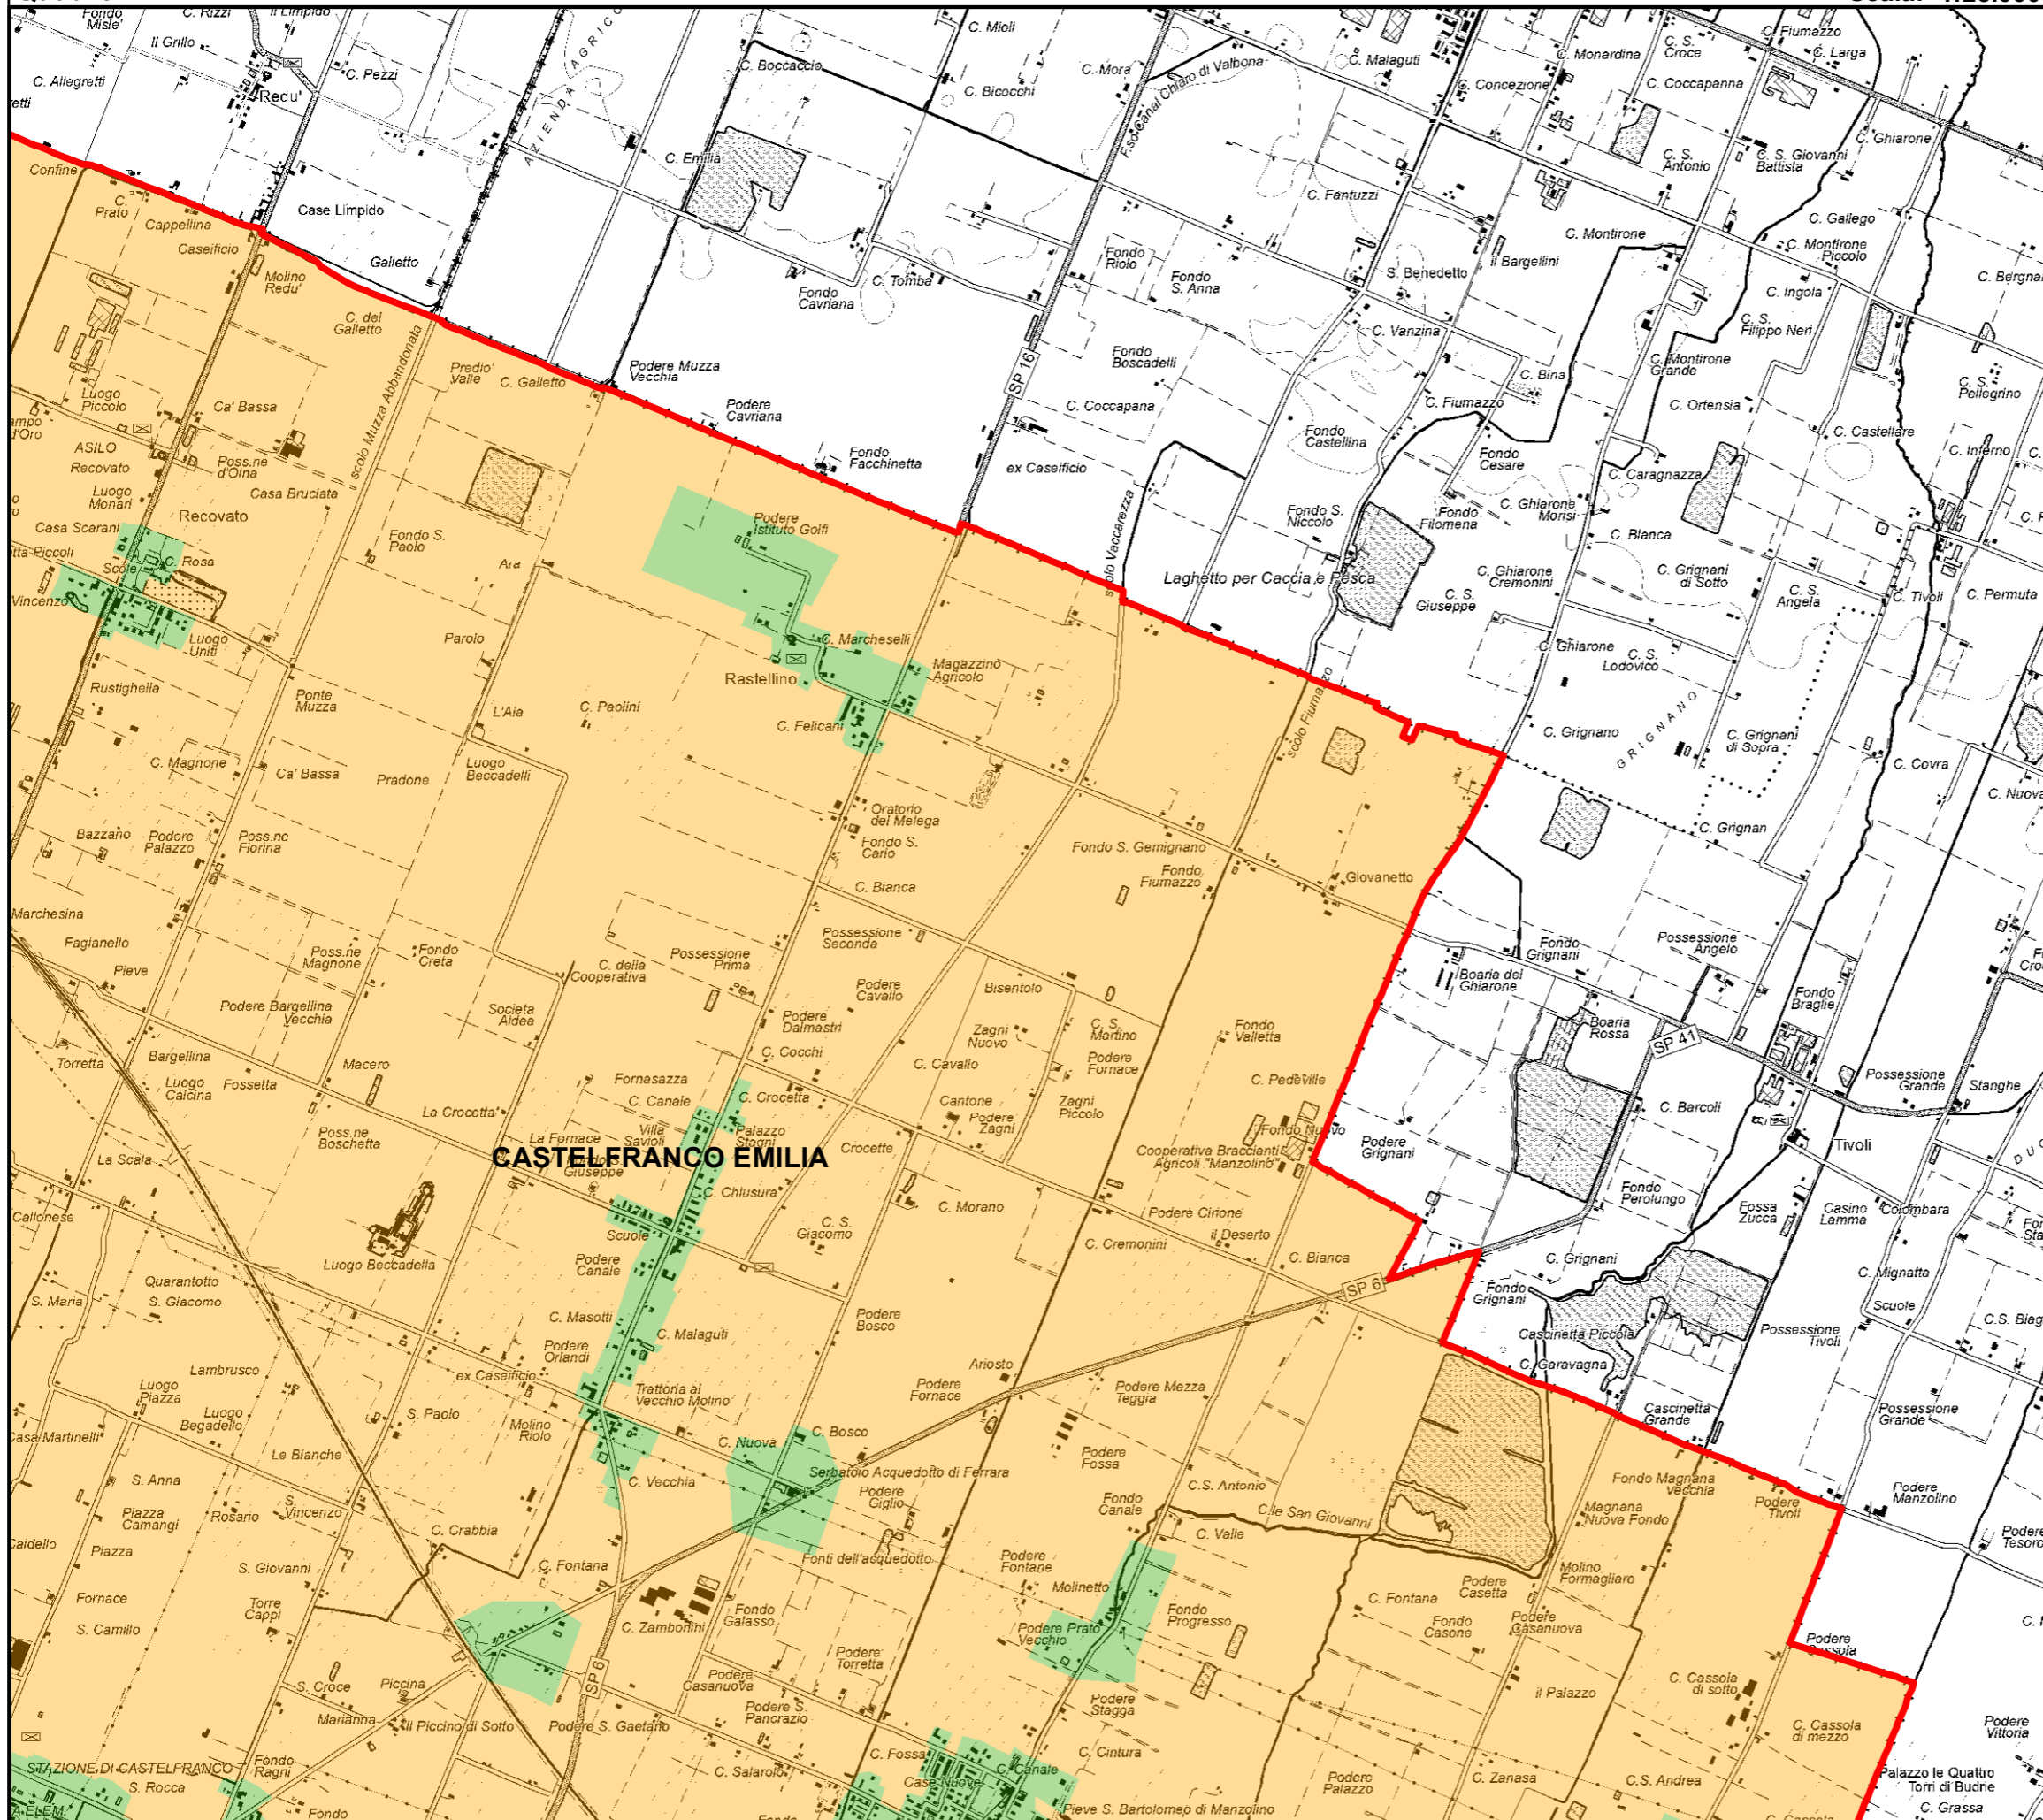 Fondo
Misle'
C. Rizzi
Il Limpido
Il Grillo
C. Allegretti
C. Pezzi
Redu'
C. Boccaccio
C. Mioli
C. Bicocchi
C. Mora
F.so Canal Chiaro di Valbona
C. Malaguti
C. Concezione
C. Monardina
C. S.
Croce
C. Fiumazzo
C. Larga
C. Coccapanna
C. Ghiarone
C. S.
Antonio
C. S. Giovanni
Battista
Confine
C.
Prato
Cappellina
Caseificio
Case Limpido
Galletto
Molino
Redu'
C. del
Galletto
C. Emilia
Fondo
Cavriana
C. Tomba
Fondo
Riolo
Fondo
S. Anna
C. Fantuzzi
S. Benedetto
Il Bargellini
C. Montirone
C. Gallego
C. Montirone
Piccolo
C. Ingola
C. S.
Filippo Neri
C. Vanzina
C. Montirone
Grande
C. Bina
C. Fiumazzo
C. Ortensia
C. S.
Pellegrino
C. Castellare
C. Inferno
Luogo
Piccolo
Ca' Bassa
scolo Muzza Abbandonata
Predio'
Valle
C. Galletto
Podere Muzza
Vecchia
Podere
Cavriana
Fondo
Facchinetta
SP 16
Fondo
Boscadelli
C. Coccapana
ex Caseificio
Fondo
Castellina
Fondo
Cesare
C. Caragnazza
ASILO
Recovato
Luogo
Monari
Poss.ne
d'Olna
Casa Bruciata
Casa Scarani
Recovato
Fondo S.
Paolo
Ara
Podere
Istituto Golfi
scolo Vaccarezza
Fondo S.
Niccolo
Fondo
Filomena
C. Ghiarone
Morisi
C. Bianca
Laghetto per Caccia e Pesca
C. S.
Giuseppe
C. Ghiarone
Cremonini
C. Grignani
di Sotto
C. S.
Angela
C. Tivoli
C. Permuta
C. Rosa
Luogo
Uniti
Parolo
C. Marcheselli
Rastellino
Magazzino
Agricolo
C. Ghiarone
C. S.
Lodovico
Rustighella
Ponte
Muzza
L'Aia
C. Paolini
C. Felicani
scolo Fiumazzo
C. Grignano
GRIGNANO
C. Grignani
di Sopra
C. Covra
C. Magnone
Ca' Bassa
Pradone
Luogo
Beccadelli
Oratorio
del Melega
Fondo S.
Carlo
Bazzano
Podere
Palazzo
Poss.ne
Fiorina
Fondo S. Gemignano
Fondo
Fiumazzo
Giovanetto
C. Grignan
C. Bianca
Marchesina
Fagianello
Pieve
Poss.ne
Magnone
Fondo
Creta
C. della
Cooperativa
Possessione
Prima
Possessione
Seconda
Fondo
Grignani
Boaria del
Ghiarone
Possessione
Angelo
Fondo
Braglie
Podere Bargellina
Vecchia
Societa
Aldea
Podere
Cavallo
Podere
Dalmastri
Bisentolo
Zagni
Nuovo
C. S.
Martino
Podere
Fornace
Fondo
Valletta
Boaria
Rossa
SP 41
Torretta
Bargellina
Luogo
Calcina
Fossetta
Macero
Fornasazza
C. Canale
C. Cocchi
C. Crocetta
C. Cavallo
Cantone
Podere
Zagni
Zagni
Piccolo
C. Pedeville
C. Barcoli
Possessione
Grande
Stanghe
La Crocetta
Poss.ne
Boschetta
La Fornace
Villa
Savioli
Palazzo
Stagni
Crocette
CASTELFRANCO EMILIA
Fondo Nuovo
Cooperativa Braccianti
Agricoli "Manzolino"
Podere
Grignani
Tivoli
La Scala
C. Chiusura
C. Morano
Podere Cirione
Fondo
Perolungo
Fossa
Zucca
Casino
Lamma
Colombara
Callonese
Luogo Beccadella
Scuole
C. S.
Giacomo
C. Cremonini
il Deserto
C. Bianca
SP 6
C. Grignani
Fondo
Grignani
C. Mignatta
Scuole
Quarantotto
S. Maria
S. Giacomo
Podere
Canale
C. Masotti
C. Malaguti
Podere
Bosco
Cascinetta Piccola
C. Garavagna
Possessione
Tivoli
Lambrusco
Luogo
Piazza
Luogo
Begadello
ex Caseificio
Podere
Orlandi
Trattoria al
Vecchio Molino
Ariosto
Podere
Fornace
Podere Mezza
Teggia
Cascinetta
Grande
Possessione
Grande
Casa Martinelli
S. Paolo
Molino
Riolo
C. Nuova
C. Bosco
Le Bianche
S. Anna
C. Vecchia
Serbatoio Acquedotto di Ferrara
Podere
Giglio
Podere
Fossa
C.S. Antonio
Fondo
Canale
C.le San Giovanni
C. Valle
Fondo Magnana
Vecchia
Magnana
Nuova Fondo
Podere
Tivoli
Podere
Manzolino
Podere
Tesoro
Piazza
Camangi
Rosario
S.
Vincenzo
C. Crabbia
Piazza
S. Giovanni
C. Fontana
Fonti dell'acquedotto
Podere
Fontane
Molinetto
Molino
Formagliaro
Podere
Casetta
Fornace
S. Camillo
Torre
Cappi
C. Zambonini
Fondo
Galasso
Podere Prato
Vecchio
Fondo
Progresso
C. Fontana
Fondo
Casone
Podere
Casanuova
Podere
Torretta
S. Croce
Piccina
Marianna
Il Piccino di Sotto
SP 6
Podere
Casanuova
Podere S. Gaetano
Podere S.
Pancrazio
Podere
Stagga
il Palazzo
C. Cassola
di sotto
C. Cassola
di mezzo
Podere
Vittoria
STAZIONE DI CASTELFRANCO
S. Rocca
Fondo
Ragni
C. Salarolo
C. Fossa
Case Nuove
C. Canale
C. Cintura
Podere
Palazzo
C. Zanasa
C.S. Andrea
Palazzo le Quattro
Torri di Budrie
C. Grassa
Fondo
Pieve S. Bartolomeo di Manzolino